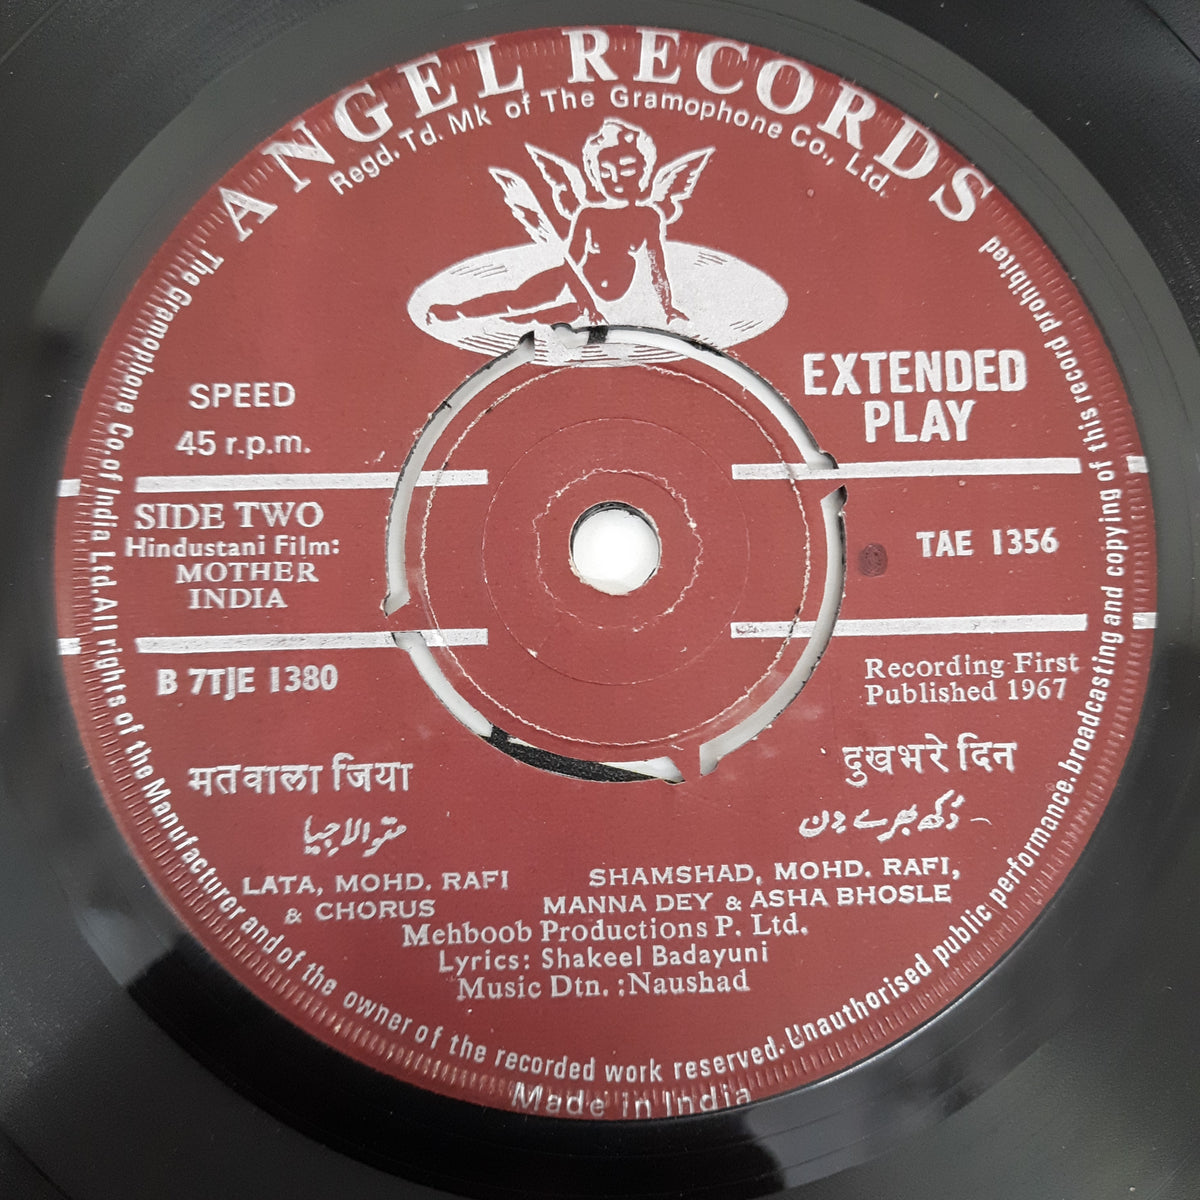 ANGEL RECORDS
Regd. Td. Mk of The Gramophone Co., Ltd.
SPEED
45 r.p.m.
EXTENDED
PLAY
SIDE TWO
Hindustani Film:
MOTHER
INDIA
TAE 1356
B 7TJE 1380
Recording First
Published 1967
मतवाला जिया
متوالا جیا
LATA, MOHD. RAFI
& CHORUS
दुखभरे दिन
دُکھ بھرے دن
SHAMSHAD, MOHD. RAFI,
MANNA DEY & ASHA BHOSLE
Mehboob Productions P. Ltd.
Lyrics: Shakeel Badayuni
Music Dtn. :Naushad
The Gramophone Co. of India Ltd. All rights of the Manufacturer and of the owner of the recorded work reserved. Unauthorised public performance. broadcasting and copying of this record prohibited
Made in India